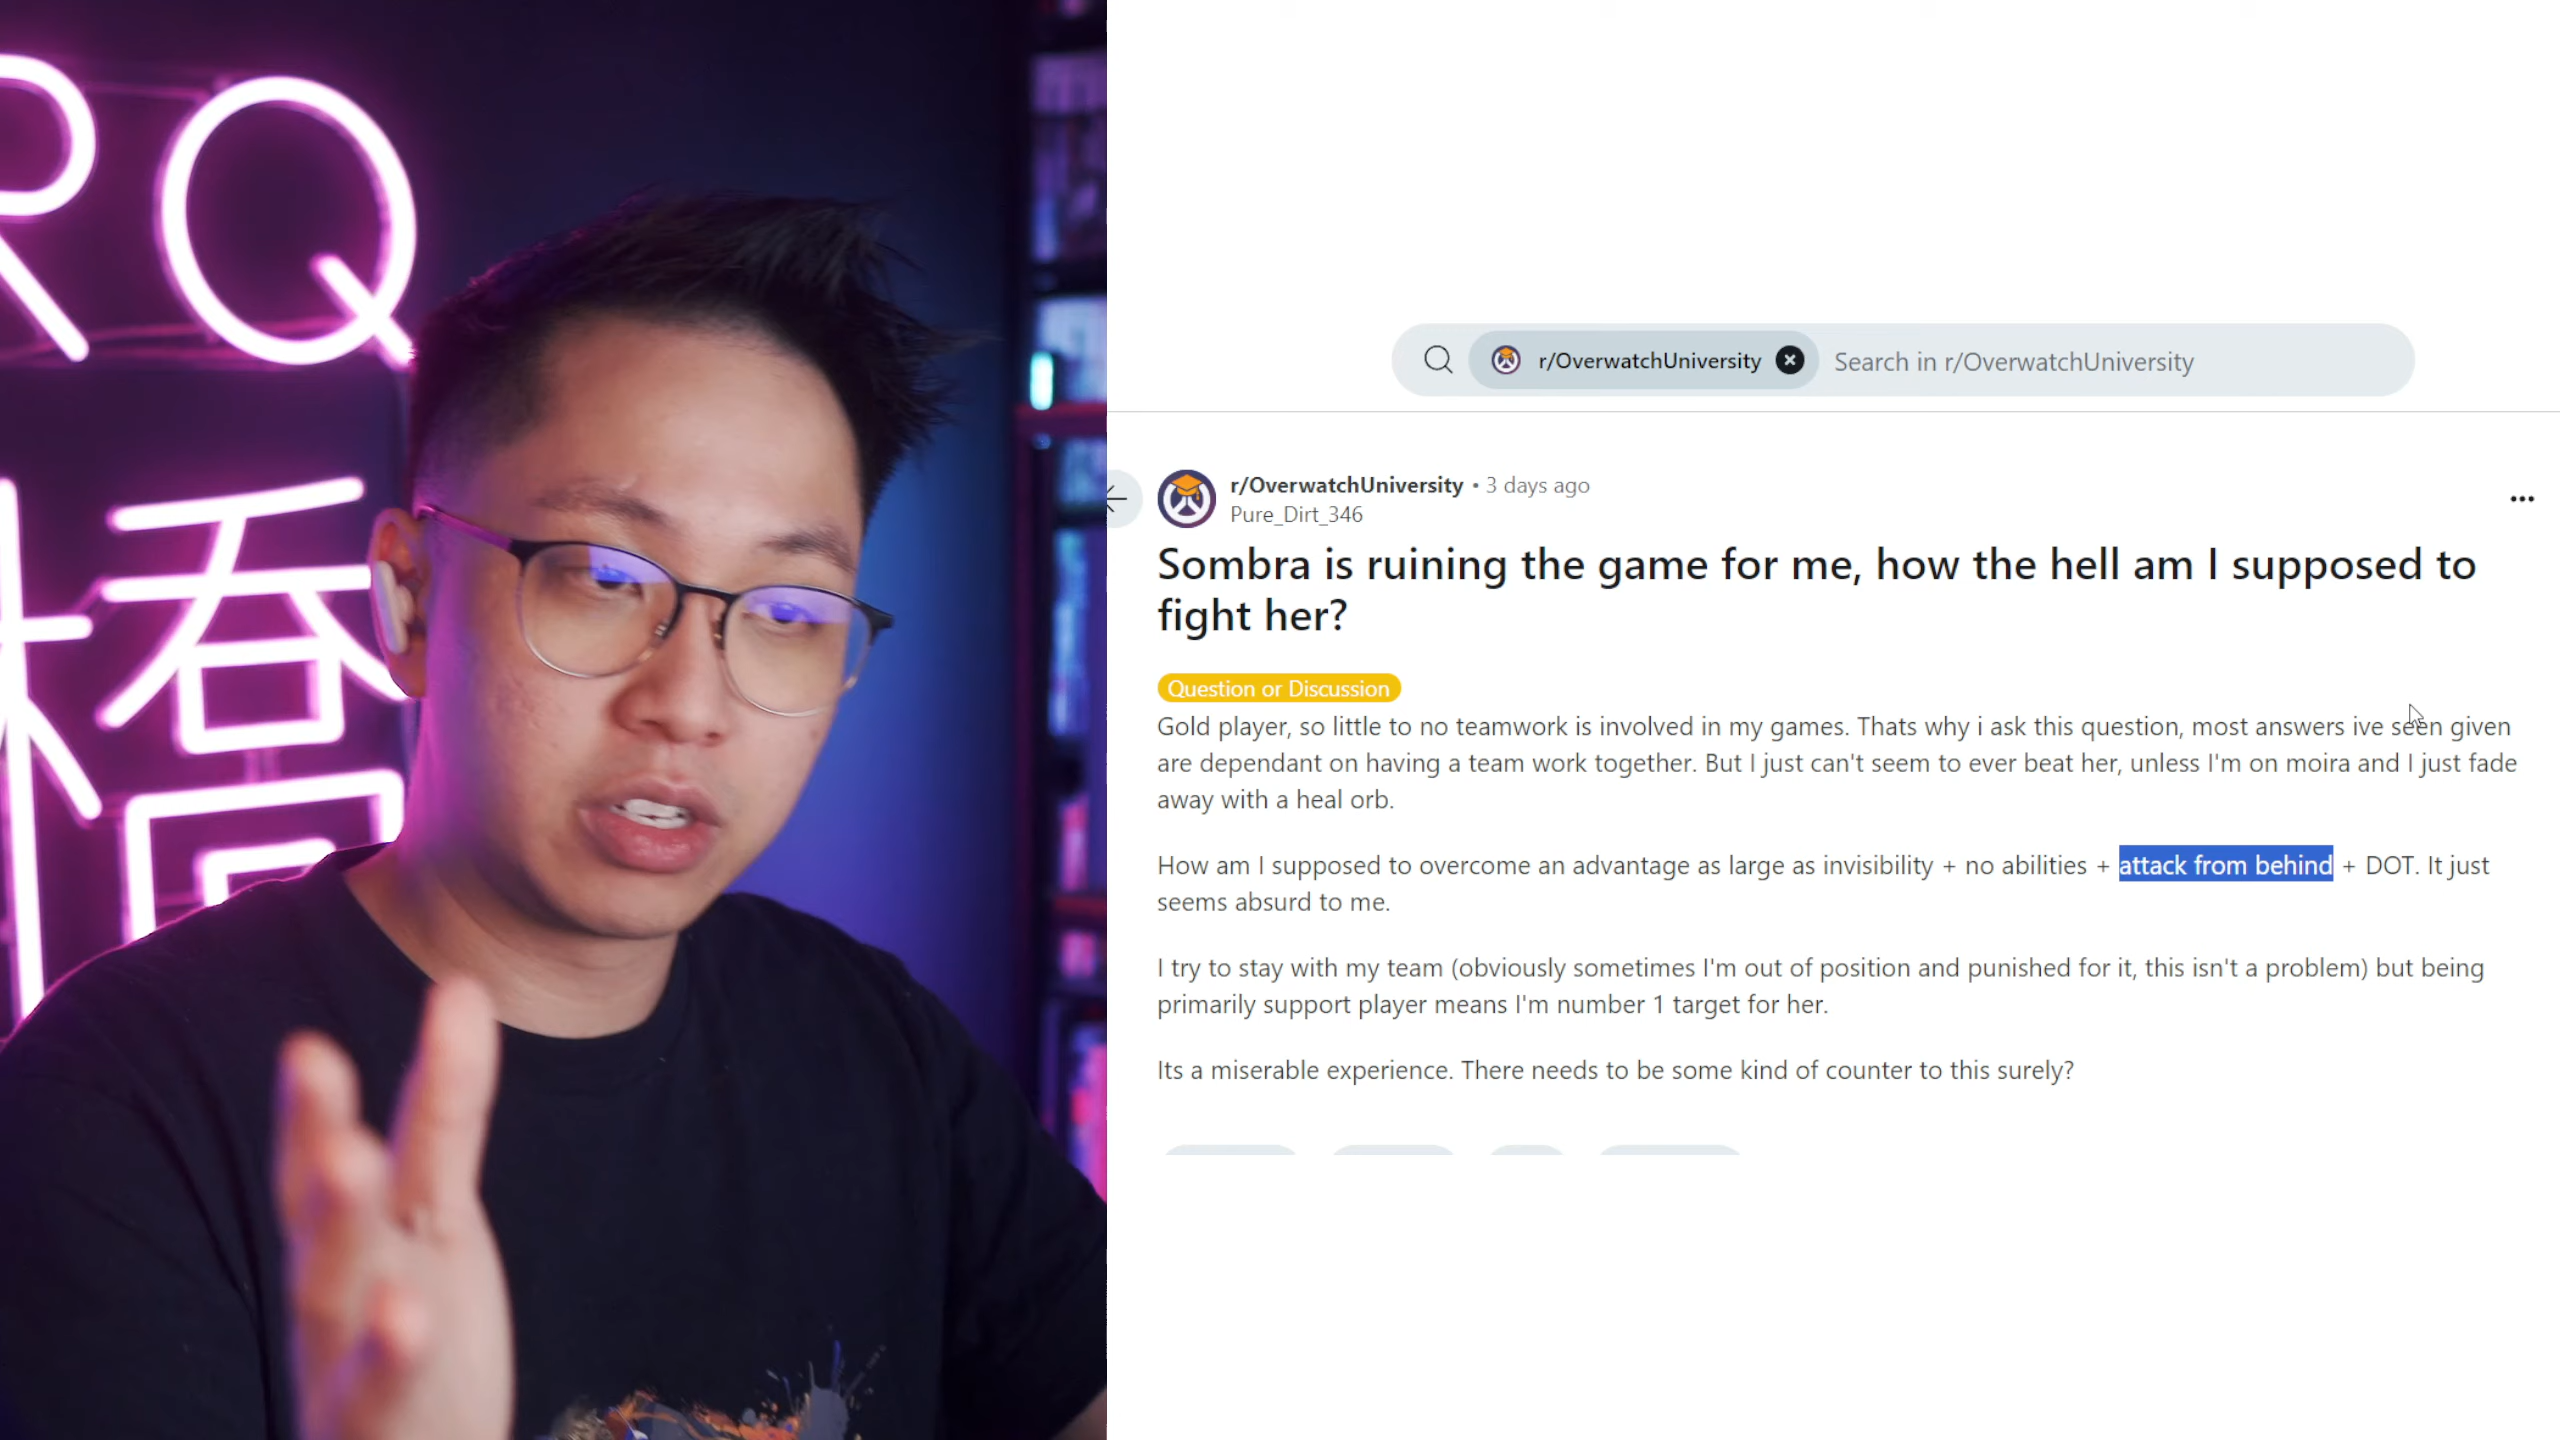 RQ
r/OverwatchUniversity Search in r/OverwatchUniversity
r/OverwatchUniversity • 3 days ago
Pure_Dirt_346
Sombra is ruining the game for me, how the hell am I supposed to
fight her?
Question or Discussion
Gold player, so little to no teamwork is involved in my games. Thats why i ask this question, most answers ive seen given
are dependant on having a team work together. But I just can't seem to ever beat her, unless I'm on moira and I just fade
away with a heal orb.
How am I supposed to overcome an advantage as large as invisibility + no abilities + attack from behind + DOT. It just
seems absurd to me.
I try to stay with my team (obviously sometimes I'm out of position and punished for it, this isn't a problem) but being
primarily support player means I'm number 1 target for her.
Its a miserable experience. There needs to be some kind of counter to this surely?